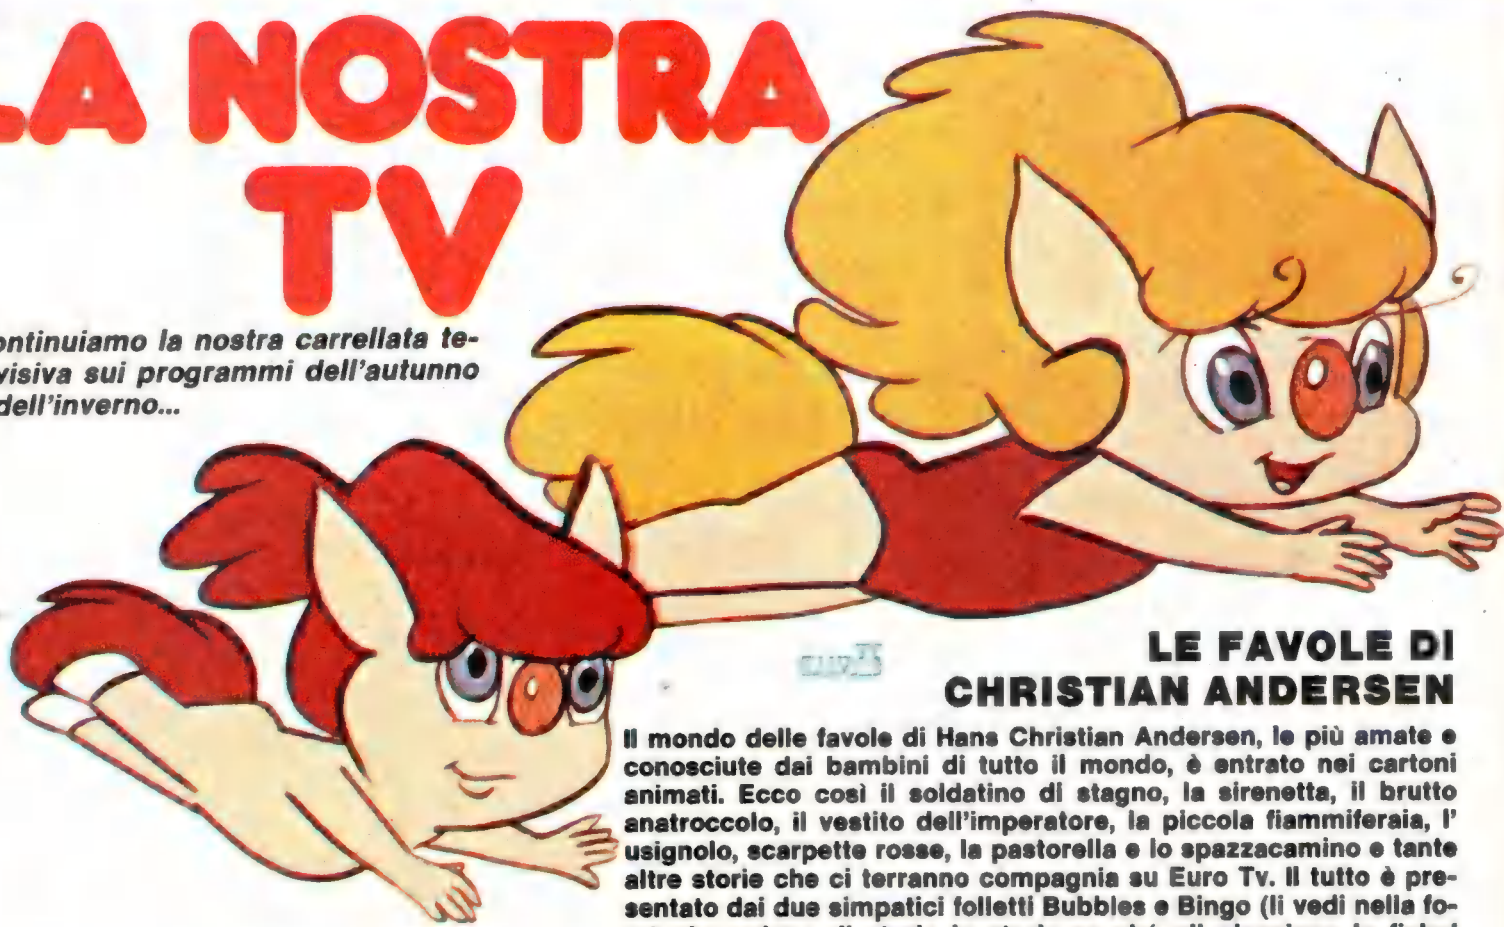 LA NOSTRA
TV
ontinuiamo la nostra carrellata te-
visiva sui programmi dell'autunno
dell'inverno...
LE FAVOLE DI
CHRISTIAN ANDERSEN
Il mondo delle favole di Hans Christian Andersen, le più amate e
conosciute dai bambini di tutto il mondo, è entrato nei cartoni
animati. Ecco così il soldatino di stagno, la sirenetta, il brutto
anatroccolo, il vestito dell'imperatore, la piccola fiammiferaia, l'
usignolo, scarpette rosse, la pastorella e lo spazzacamino e tante
altre storie che ci terranno compagnia su Euro Tv. Il tutto è pre-
sentato dai due simpatici folletti Bubbles e Bingo (li vedi nella fo-